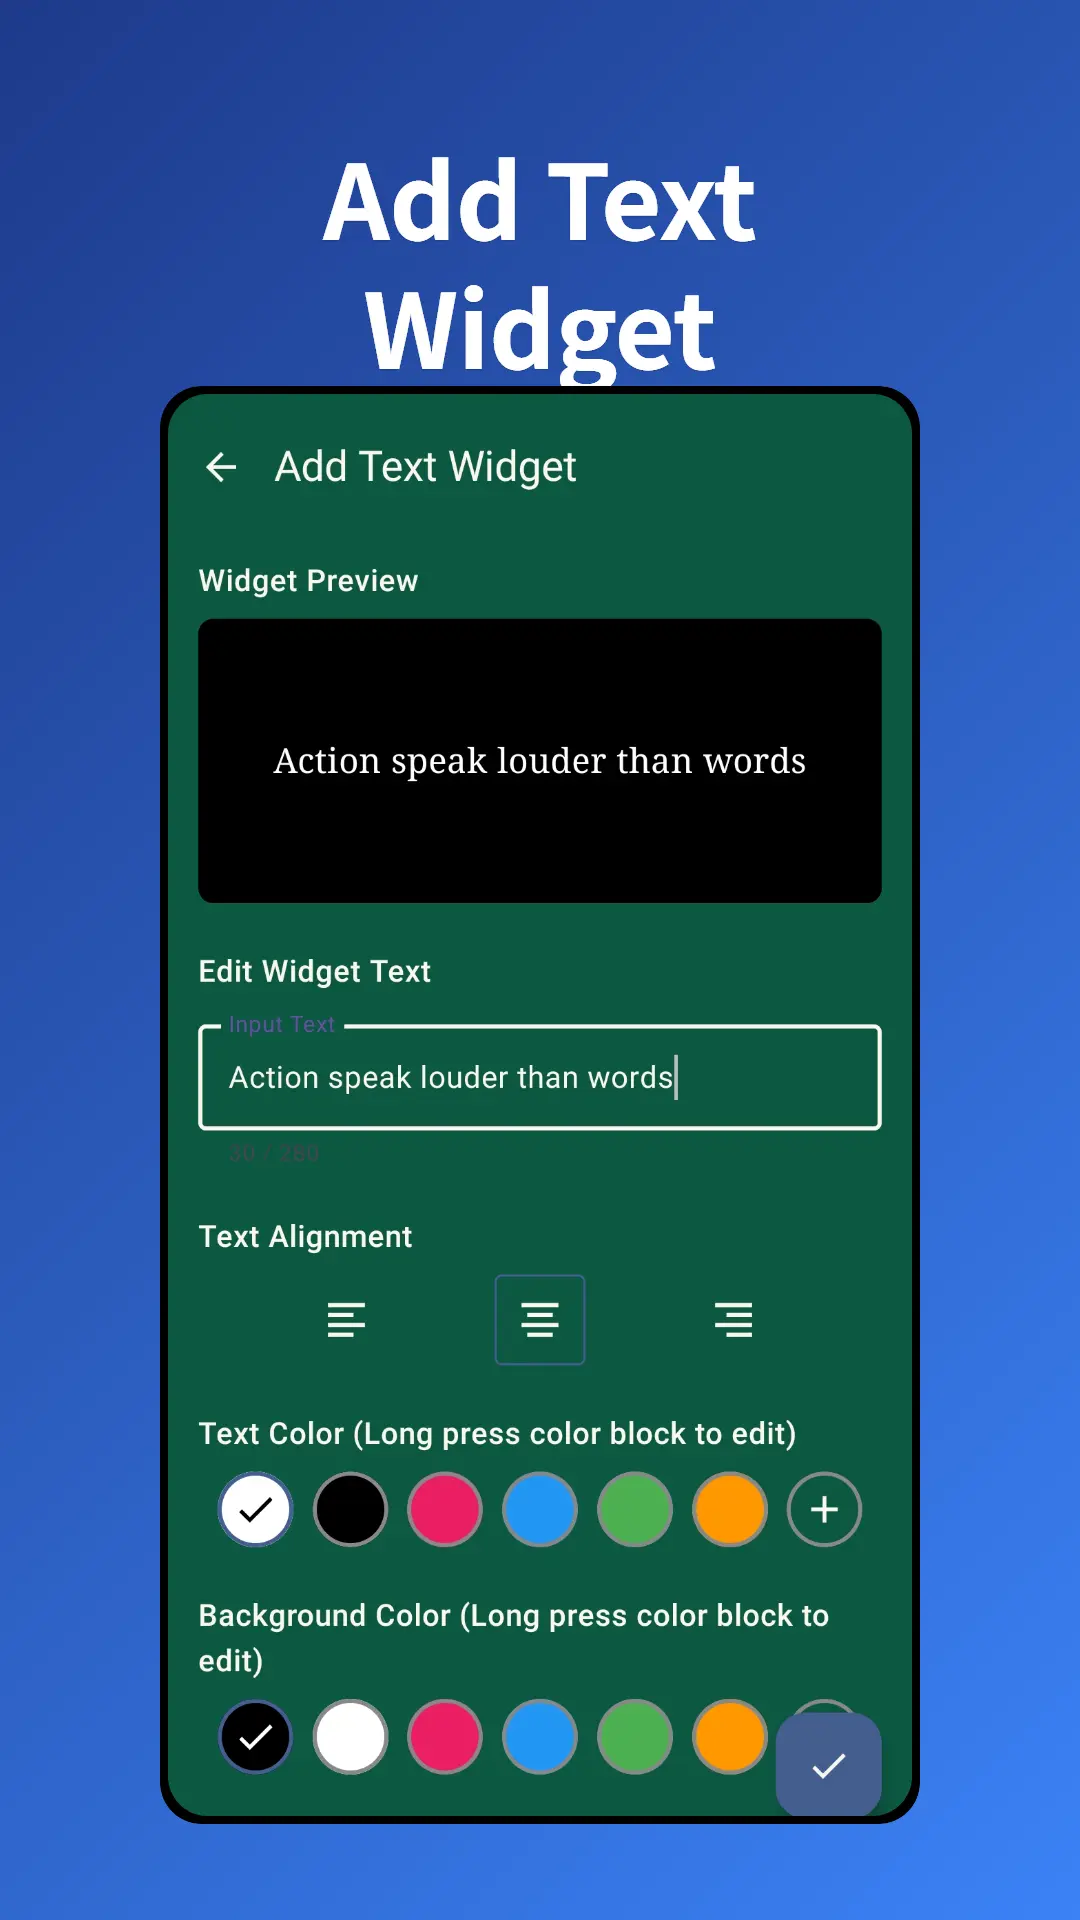 Add Text
Widget
Add Text Widget
Widget Preview
Action speak louder than words
Edit Widget Text
Input Text
Action speak louder than words
30 / 280
Text Alignment
Text Color (Long press color block to edit)
Background Color (Long press color block to
edit)